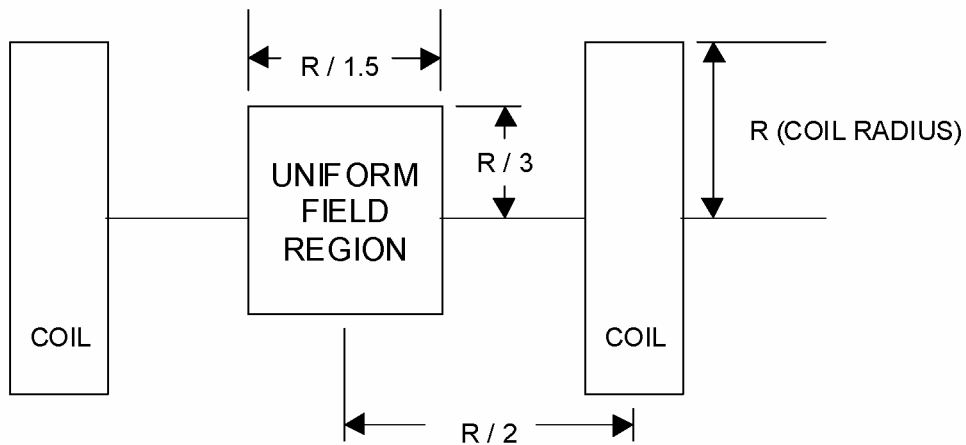 R / 1.5
R (COIL RADIUS)
R / 3
UNIFORM
FIELD
REGION
COIL
COIL
R / 2